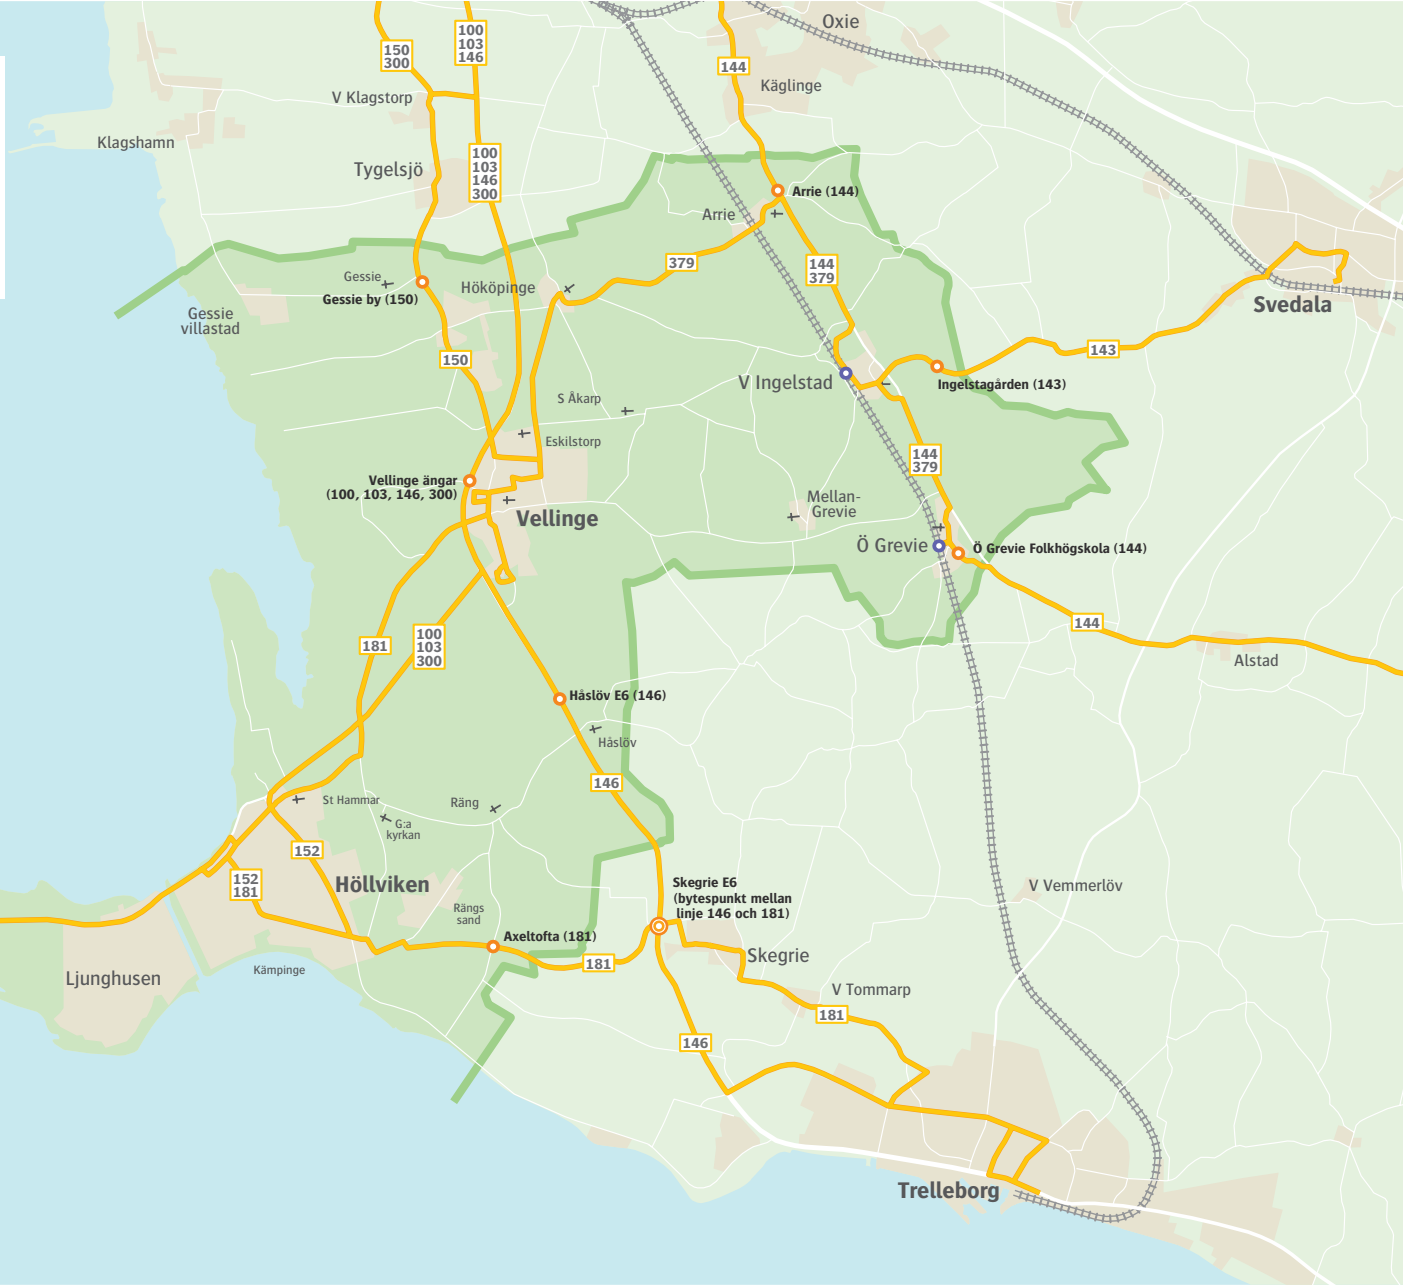 Oxie
150
300
100
103
146
144
Käglinge
V Klagstorp
Klagshamn
Tygelsjö
100
103
146
300
Arrie (144)
Arrie
379
144
379
Gessie
Gessie by (150)
Hököpinge
Gessie
villastad
Svedala
150
143
V Ingelstad
Ingelstagården (143)
S Åkarp
Eskilstorp
144
379
Vellinge ängar
(100, 103, 146, 300)
Vellinge
Mellan-
Grevie
Ö Grevie
Ö Grevie Folkhögskola (144)
144
181
100
103
300
Alstad
Håslöv E6 (146)
Håslöv
146
St Hammar
Räng
G:a
kyrkan
152
152
181
Höllviken
Skegrie E6
(bytespunkt mellan
linje 146 och 181)
V Vemmerlöv
Rängs
sand
Axeltofta (181)
181
Skegrie
Ljunghusen
Kämpinge
V Tommarp
181
146
Trelleborg